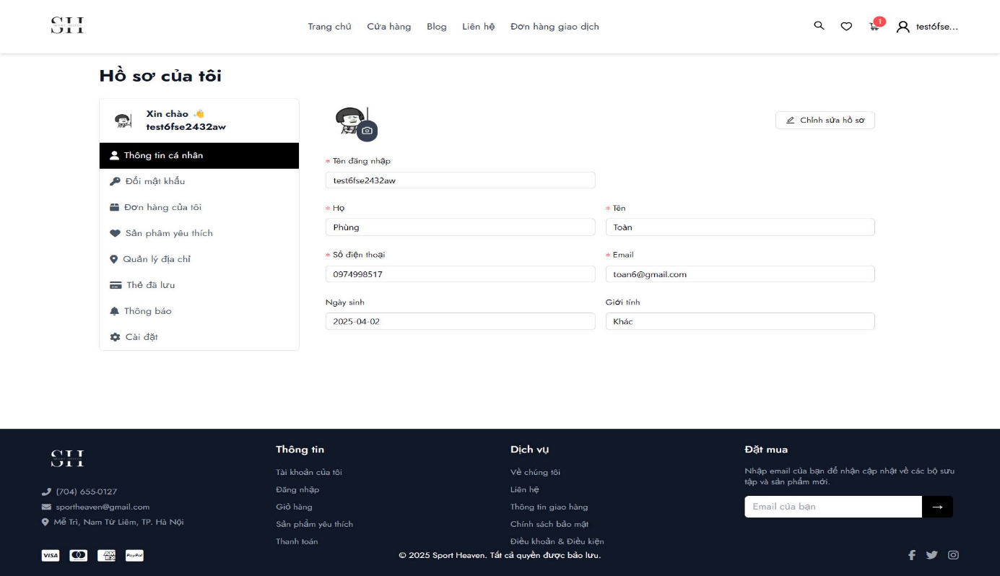 SH
Trang chủ
Cửa hàng
Blog
Liên hệ
Đơn hàng giao dịch
1
test6fse...
Hồ sơ của tôi
Xin chào 👋
test6fse2432aw
Thông tin cá nhân
Đổi mật khẩu
Đơn hàng của tôi
Sản phâm yêu thích
Quản lý địa chỉ
Thẻ đã lưu
Thông báo
Cài đặt
Chỉnh sửa hồ sơ
* Tên đăng nhập
test6fse2432aw
* Họ
* Tên
Phùng
Toàn
* Số điện thoại
* Email
0974998517
toan6@gmail.com
Ngày sinh
Giới tính
2025-04-02
Khác
SH
(704) 655-0127
sportheaven@gmail.com
Mễ Trì, Nam Từ Liêm, TP. Hà Nội
VISA
AM EX
PayPal
Thông tin
Tài khoản của tôi
Đăng nhập
Giỏ hàng
Sản phẩm yêu thích
Thanh toán
Dịch vụ
Về chúng tôi
Liên hệ
Thông tin giao hàng
Chính sách bảo mật
Điều khoản & Điều kiện
Đặt mua
Nhập email của bạn để nhận cập nhật về các bộ sưu
tập và sản phẩm mới.
Email của bạn
→
© 2025 Sport Heaven. Tất cả quyền được bảo lưu.